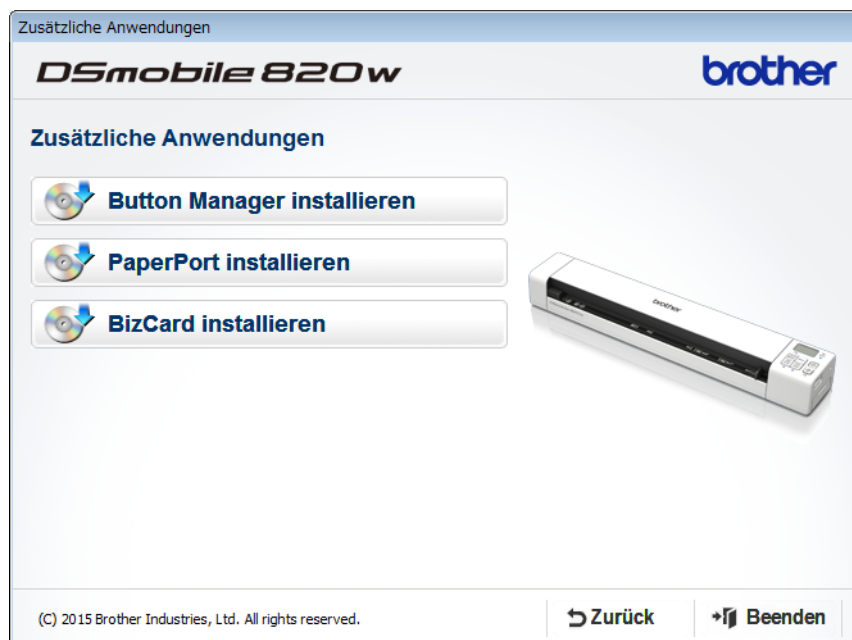 Zusätzliche Anwendungen
DSmobile 820w
brother
Zusätzliche Anwendungen
Button Manager installieren
PaperPort installieren
BizCard installieren
brother
(C) 2015 Brother Industries, Ltd. All rights reserved.
Zurück
Beenden